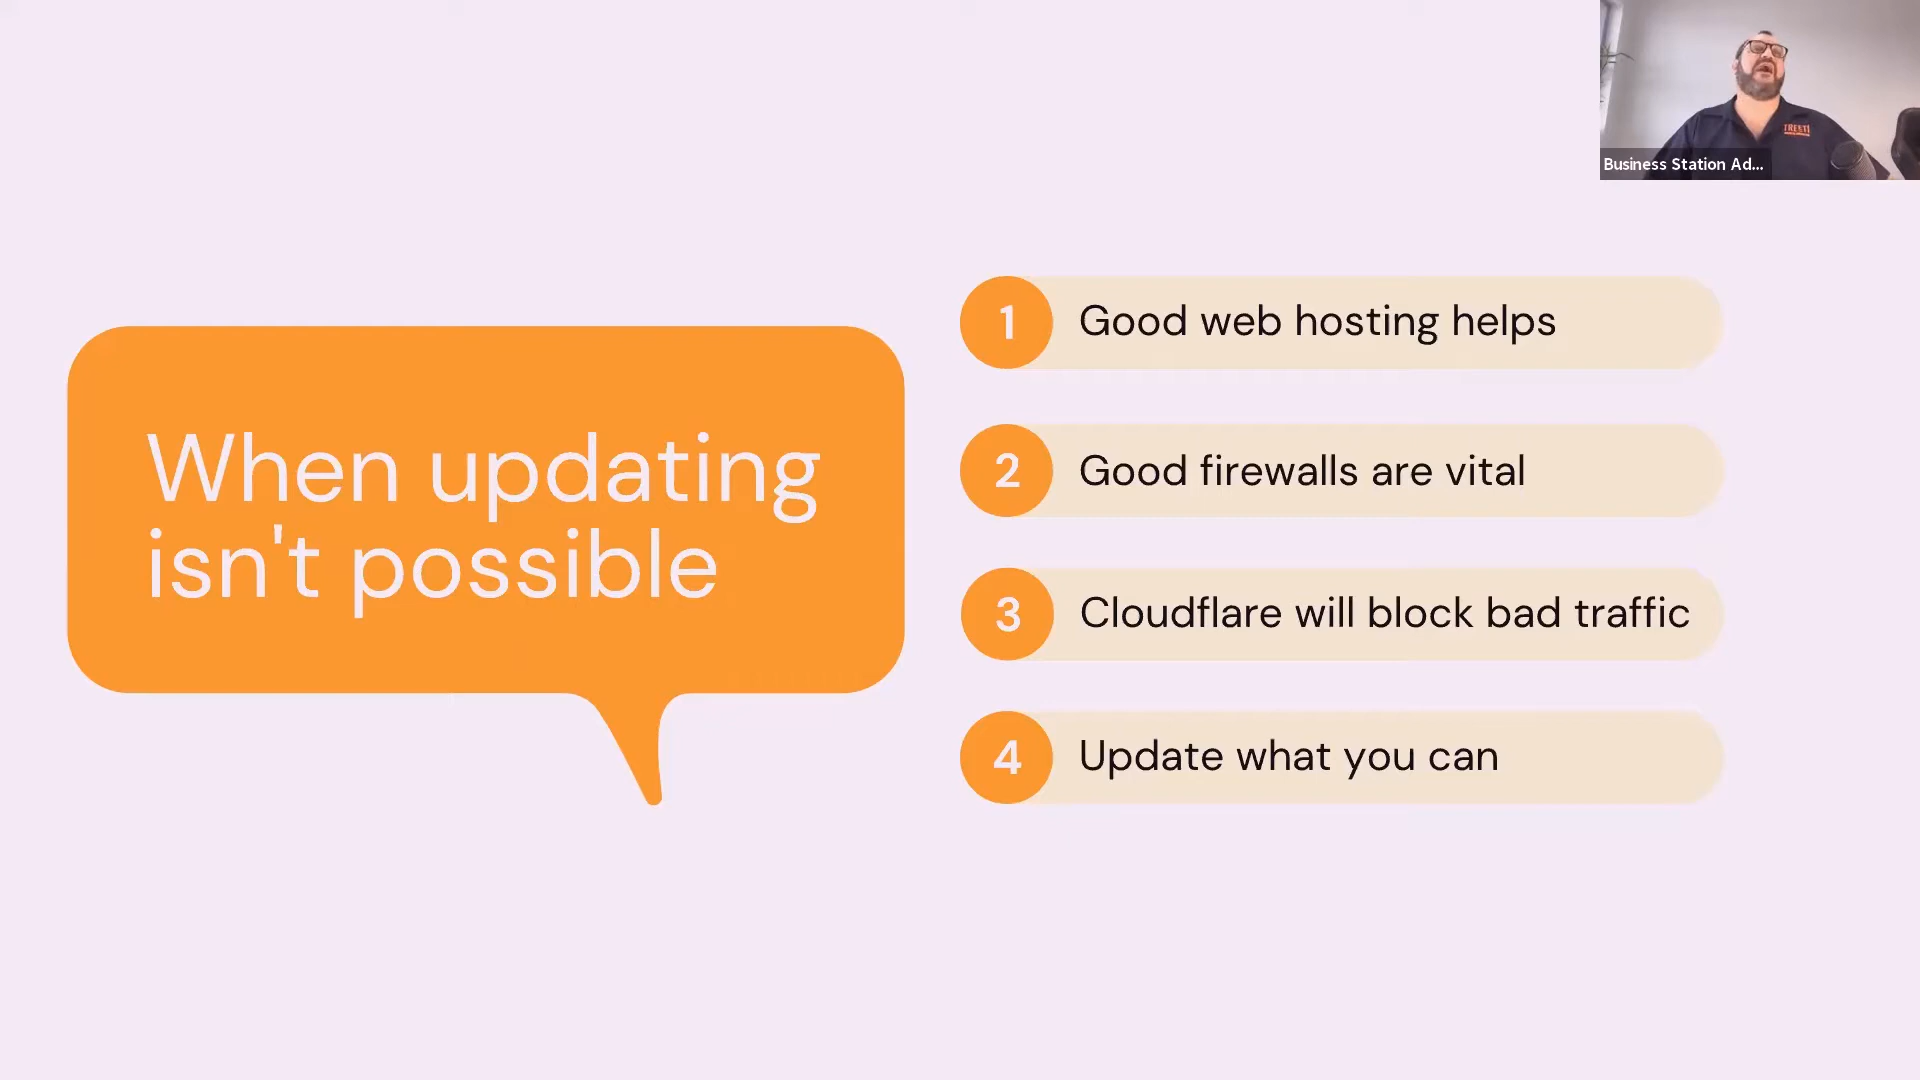 Business Station Ad...
When updating
isn't possible
1
Good web hosting helps
2
Good firewalls are vital
3
Cloudflare will block bad traffic
4
Update what you can